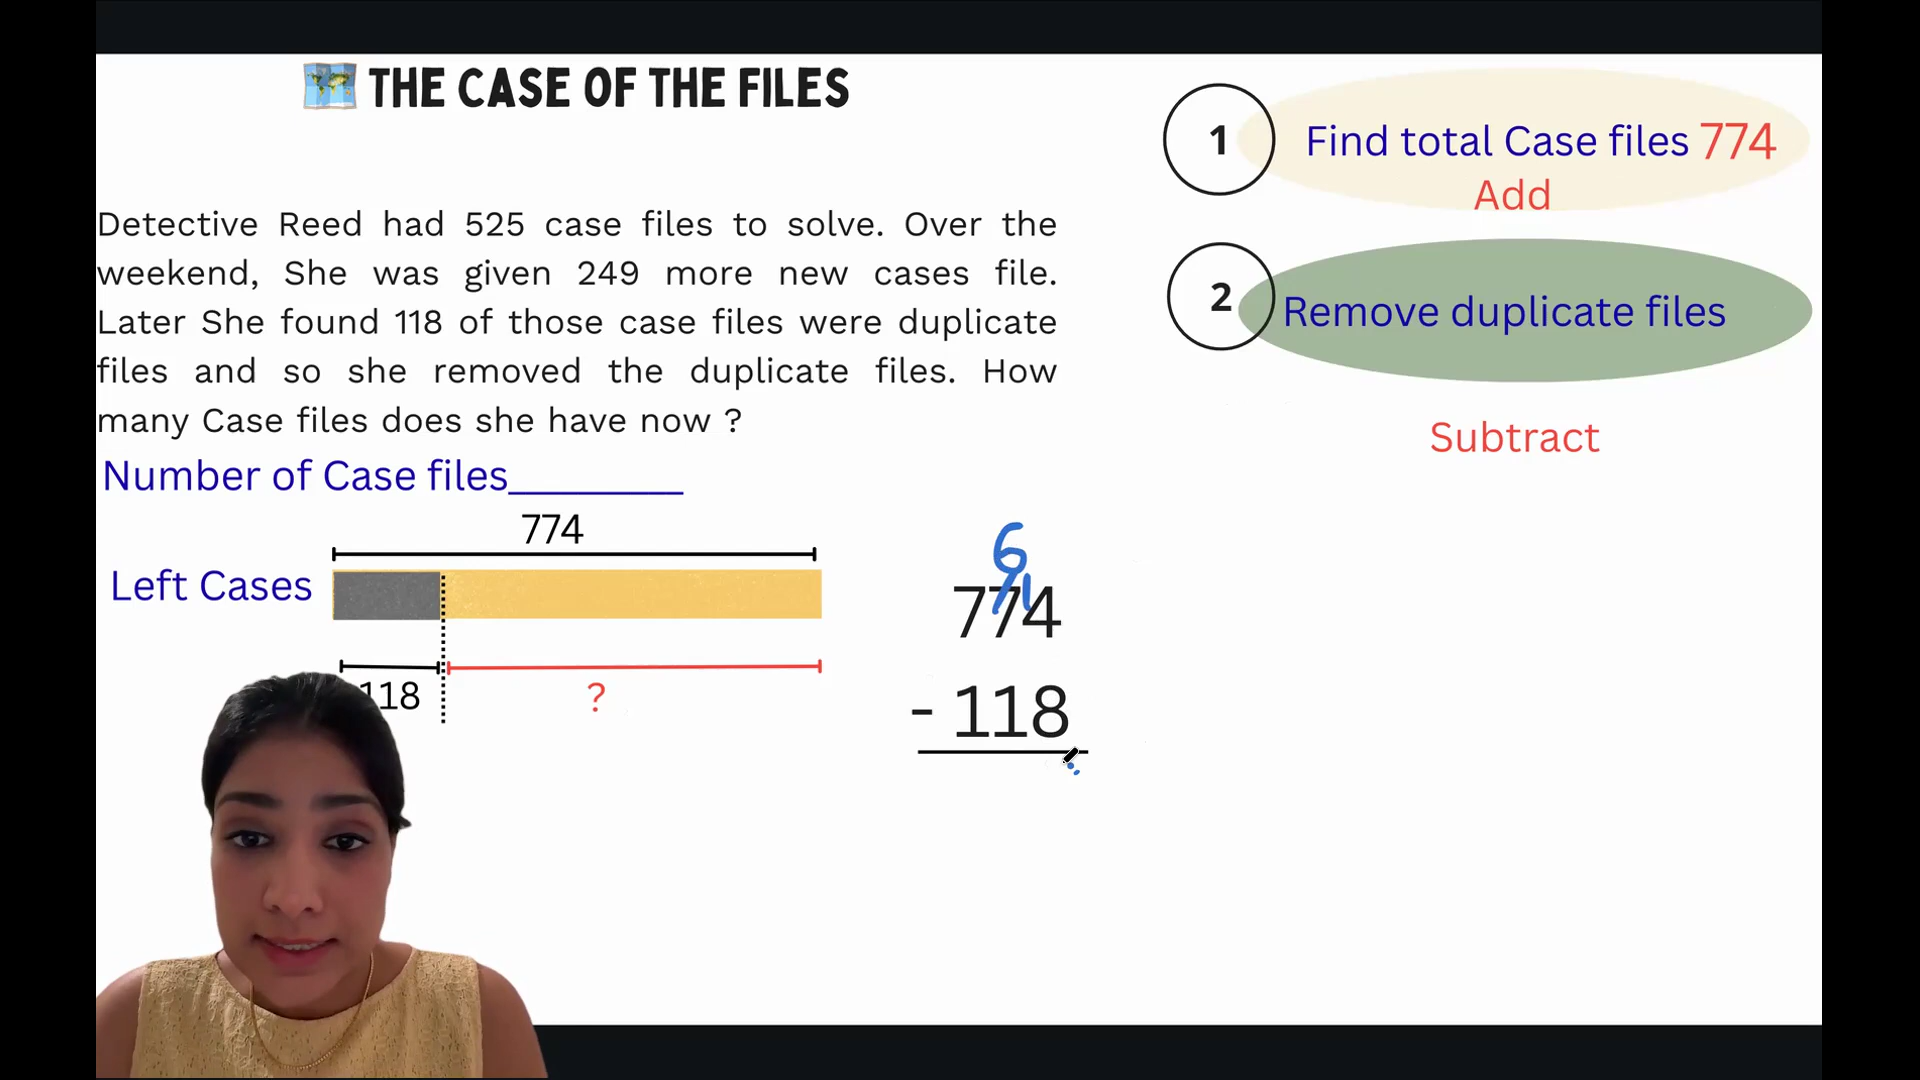 THE CASE OF THE FILES
Detective Reed had 525 case files to solve. Over the
weekend, She was given 249 more new cases file.
Later She found 118 of those case files were duplicate
files and so she removed the duplicate files. How
many Case files does she have now ?
Number of Case files________
774
Left Cases
118
?
6
1
774
- 118
1
Find total Case files 774
Add
2
Remove duplicate files
Subtract